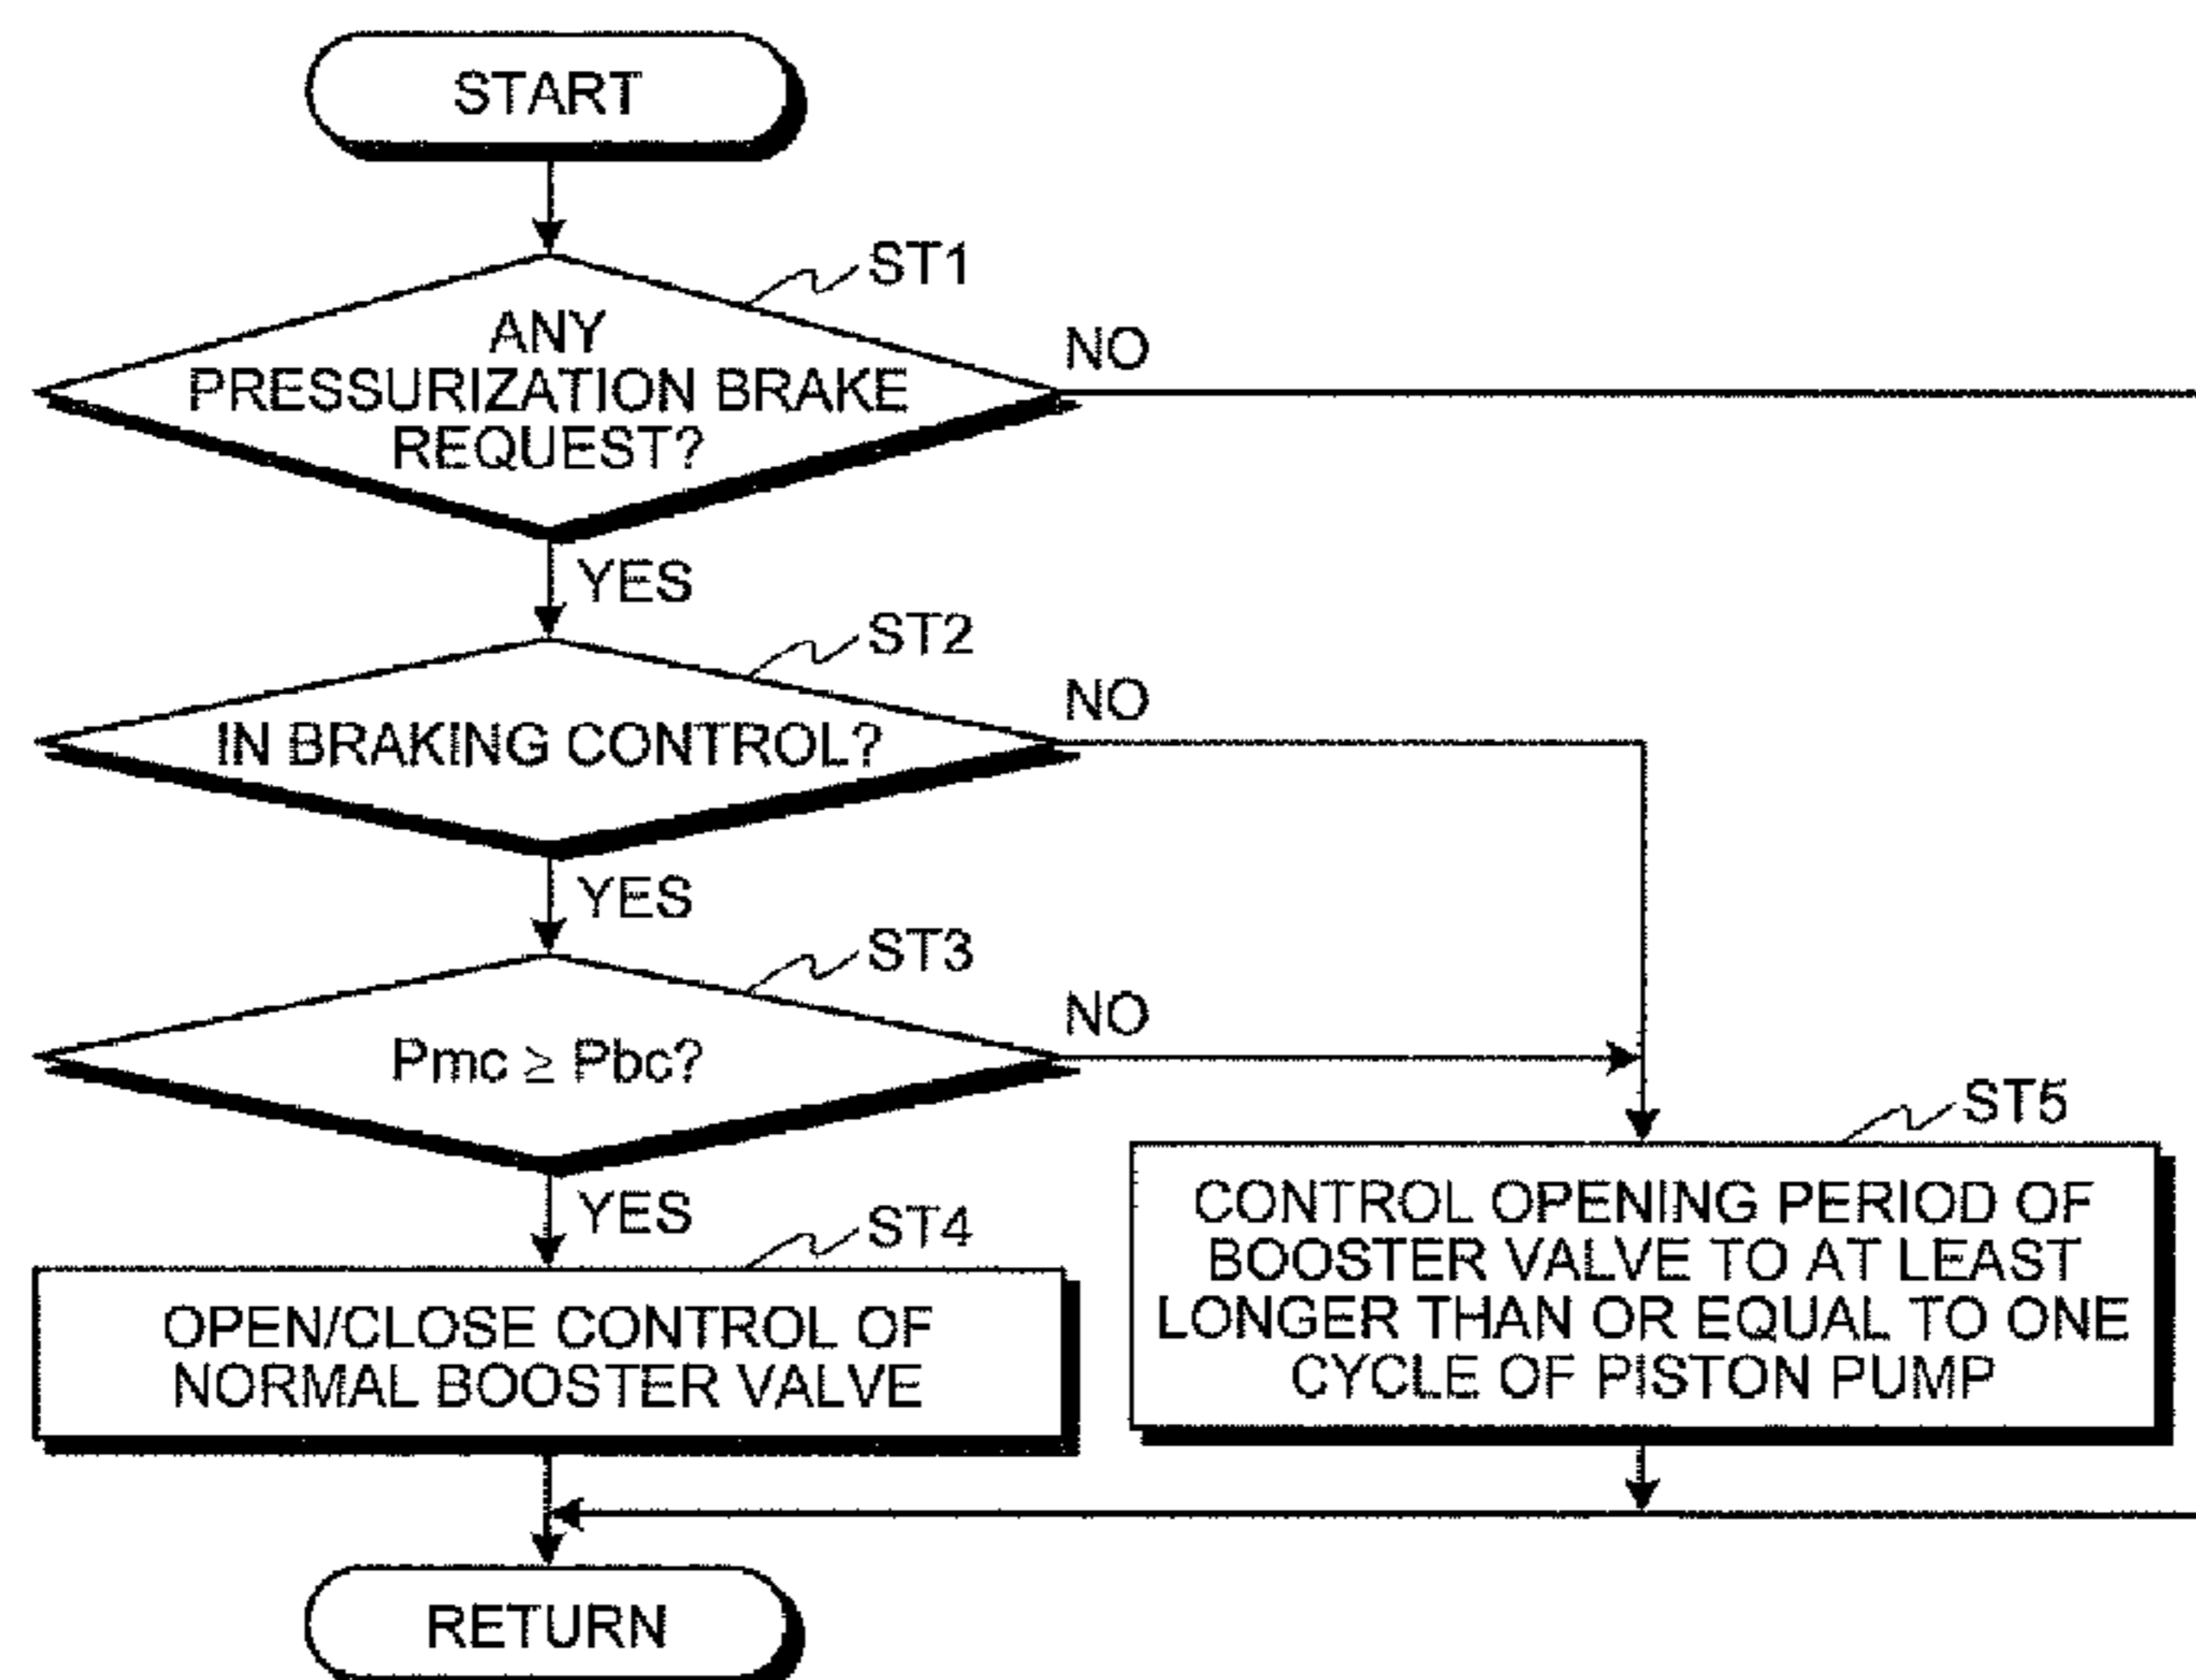 START
ST1
ANY
PRESSURIZATION BRAKE
REQUEST?
NO
YES
ST2
IN BRAKING CONTROL?
NO
YES
ST3
Pmc ≥ Pbc?
NO
YES
ST4
OPEN/CLOSE CONTROL OF
NORMAL BOOSTER VALVE
ST5
CONTROL OPENING PERIOD OF
BOOSTER VALVE TO AT LEAST
LONGER THAN OR EQUAL TO ONE
CYCLE OF PISTON PUMP
RETURN